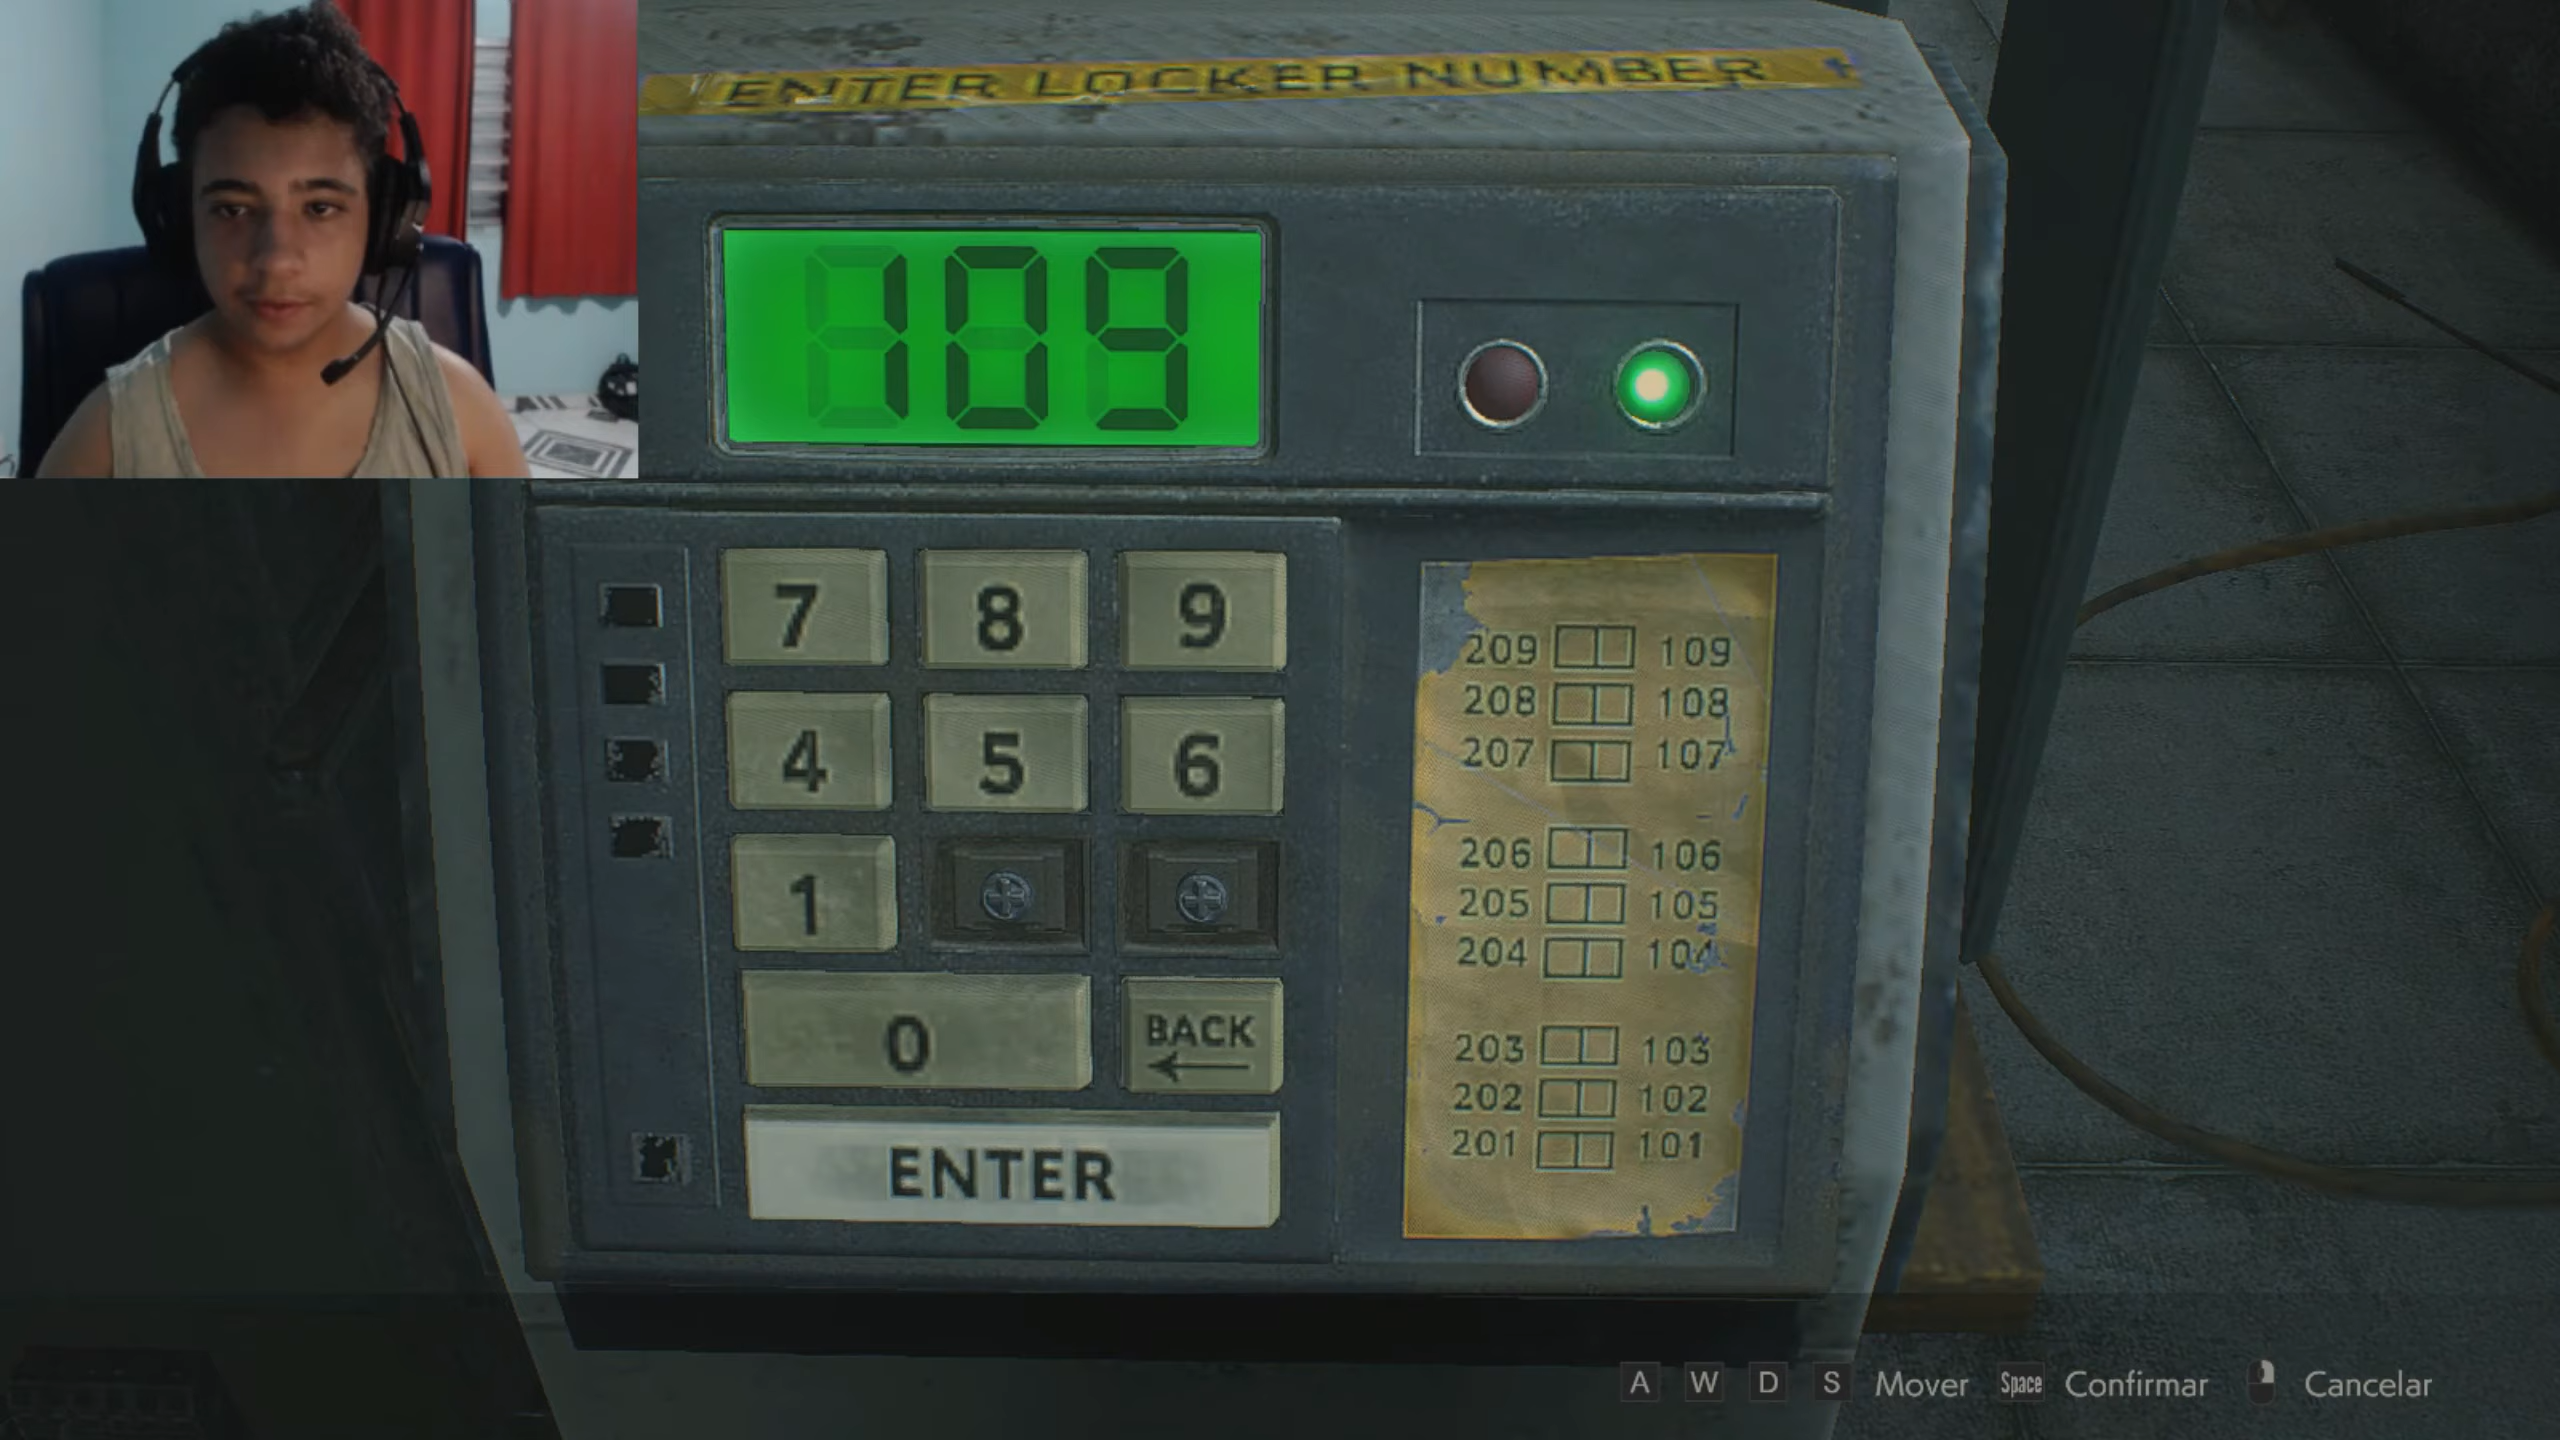 ENTER LOCKER NUMBER
109
7 8 9
4 5 6
1
0 BACK
ENTER
209 109
208 108
207 107
206 106
205 105
204 104
203 103
202 102
201 101
A W D S Mover Space Confirmar Cancelar